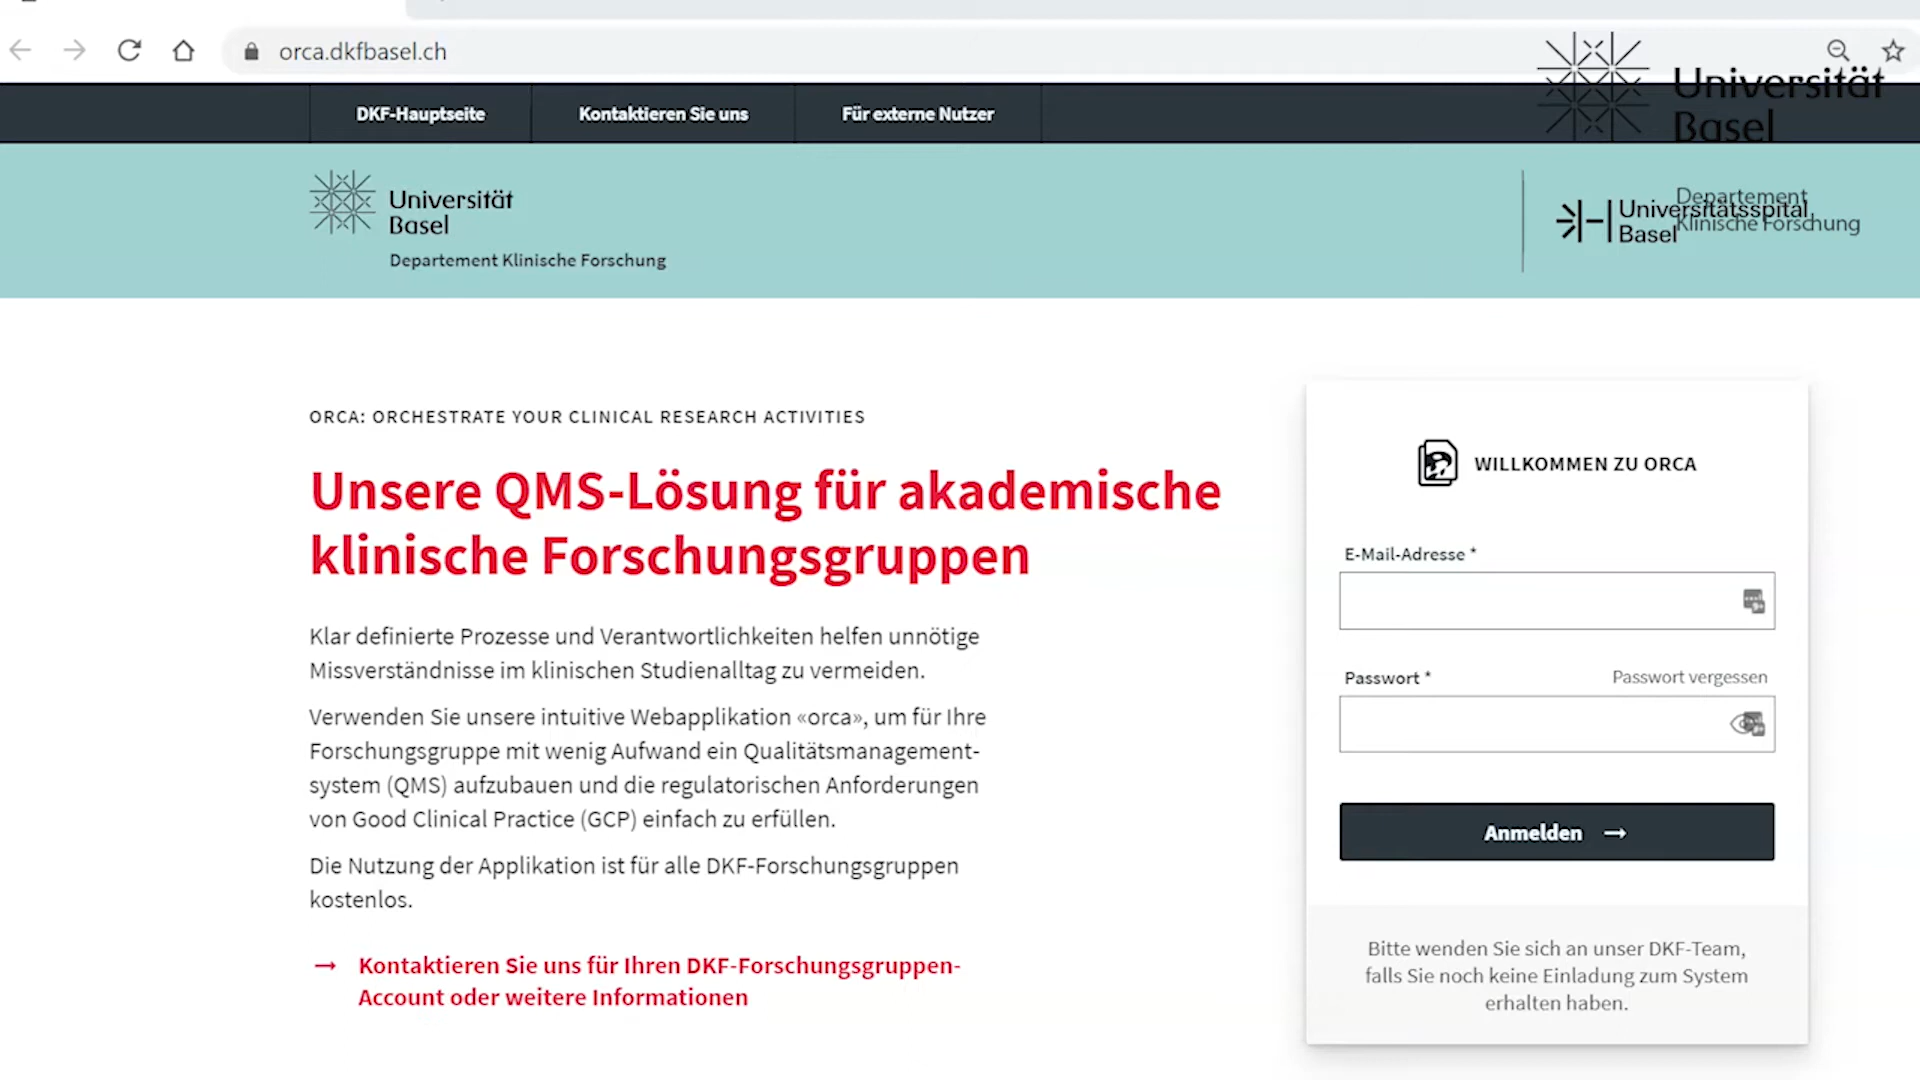 orca.dkfbasel.ch
DKF-Hauptseite
Kontaktieren Sie uns
Für externe Nutzer
Universität
Basel
Universität
Basel
Departement Klinische Forschung
Departement
Klinische Forschung
Universitätsspital
Basel
ORCA: ORCHESTRATE YOUR CLINICAL RESEARCH ACTIVITIES
Unsere QMS-Lösung für akademische
klinische Forschungsgruppen
Klar definierte Prozesse und Verantwortlichkeiten helfen unnötige
Missverständnisse im klinischen Studienalltag zu vermeiden.
Verwenden Sie unsere intuitive Webapplikation «orca», um für Ihre
Forschungsgruppe mit wenig Aufwand ein Qualitätsmanagement-
system (QMS) aufzubauen und die regulatorischen Anforderungen
von Good Clinical Practice (GCP) einfach zu erfüllen.
Die Nutzung der Applikation ist für alle DKF-Forschungsgruppen
kostenlos.
→ Kontaktieren Sie uns für Ihren DKF-Forschungsgruppen-
Account oder weitere Informationen
WILLKOMMEN ZU ORCA
E-Mail-Adresse *
Passwort *
Passwort vergessen
Anmelden →
Bitte wenden Sie sich an unser DKF-Team,
falls Sie noch keine Einladung zum System
erhalten haben.